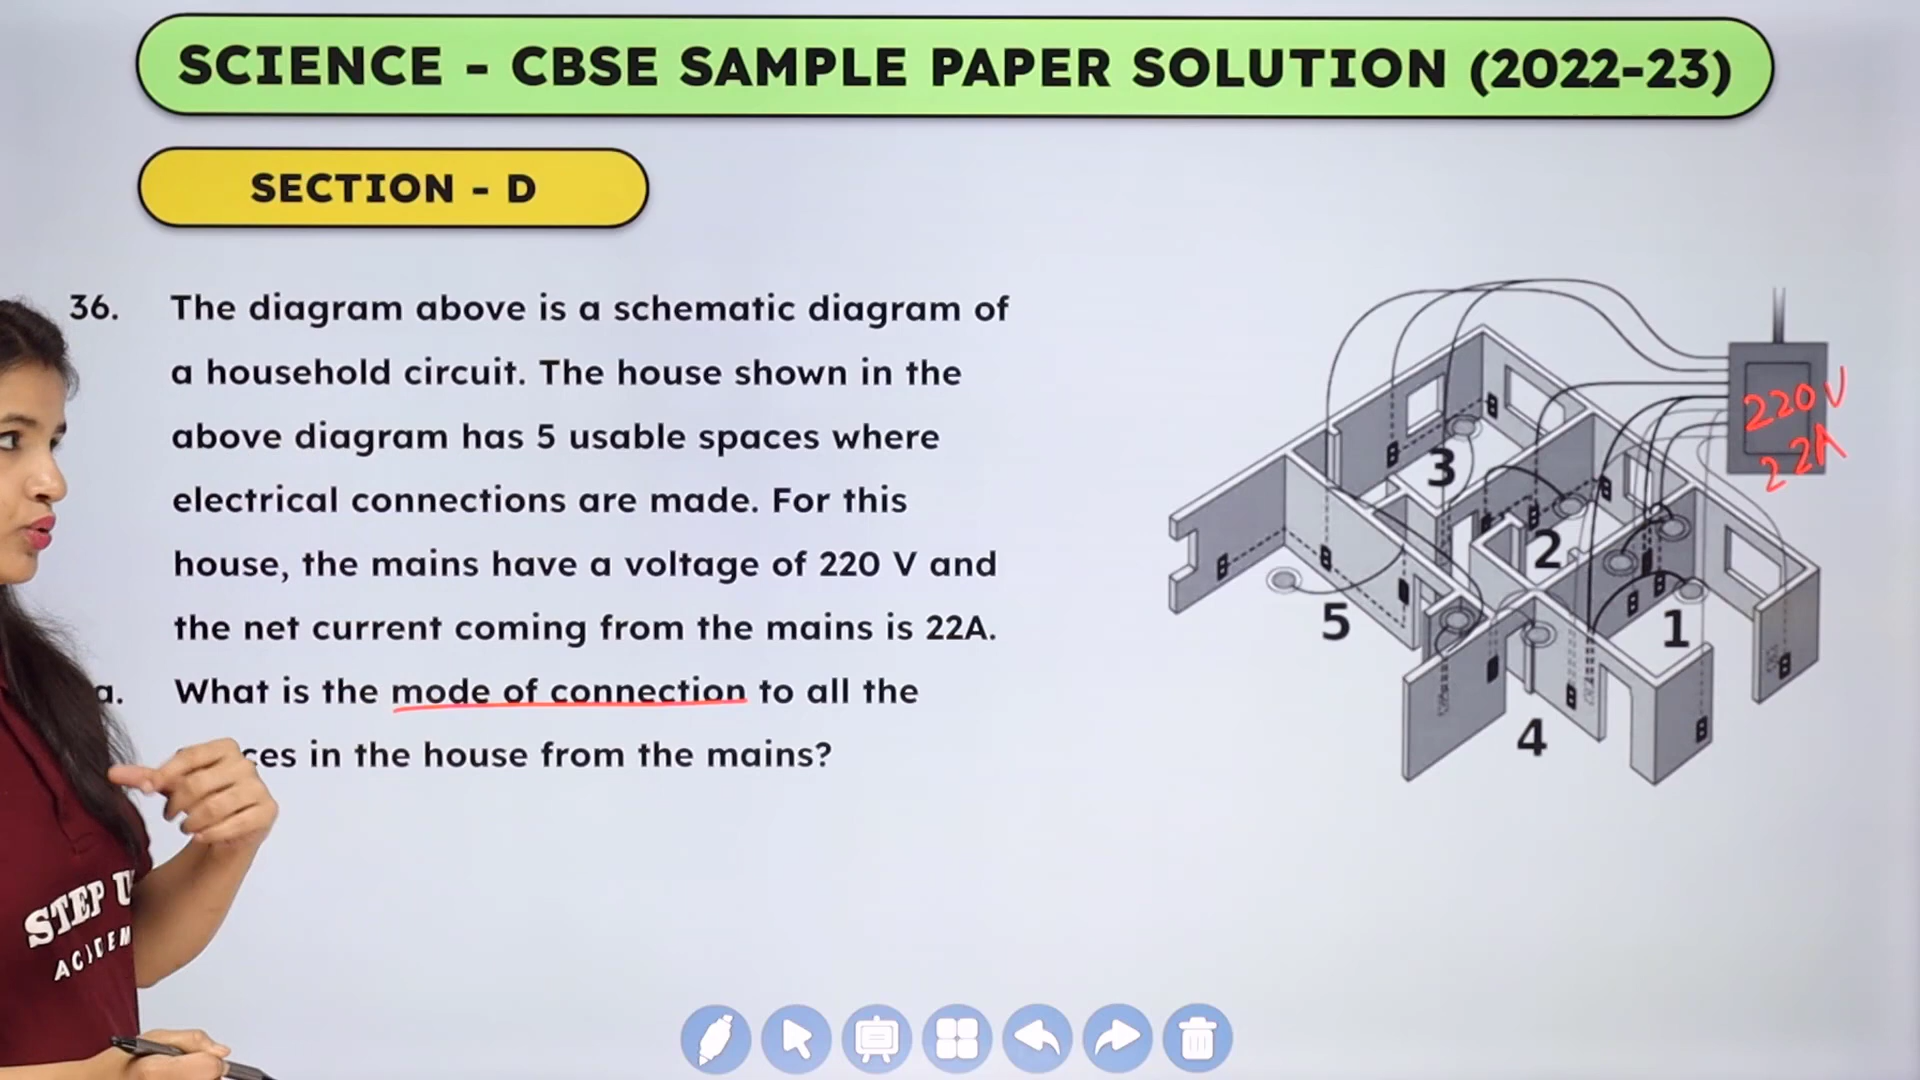 SCIENCE - CBSE SAMPLE PAPER SOLUTION (2022-23)
SECTION - D
36. The diagram above is a schematic diagram of
a household circuit. The house shown in the
above diagram has 5 usable spaces where
electrical connections are made. For this
house, the mains have a voltage of 220 V and
the net current coming from the mains is 22A.
a. What is the mode of connection to all the
in the house from the mains?
220V
22A
3
2
5
1
4
STEP U
ACADEM